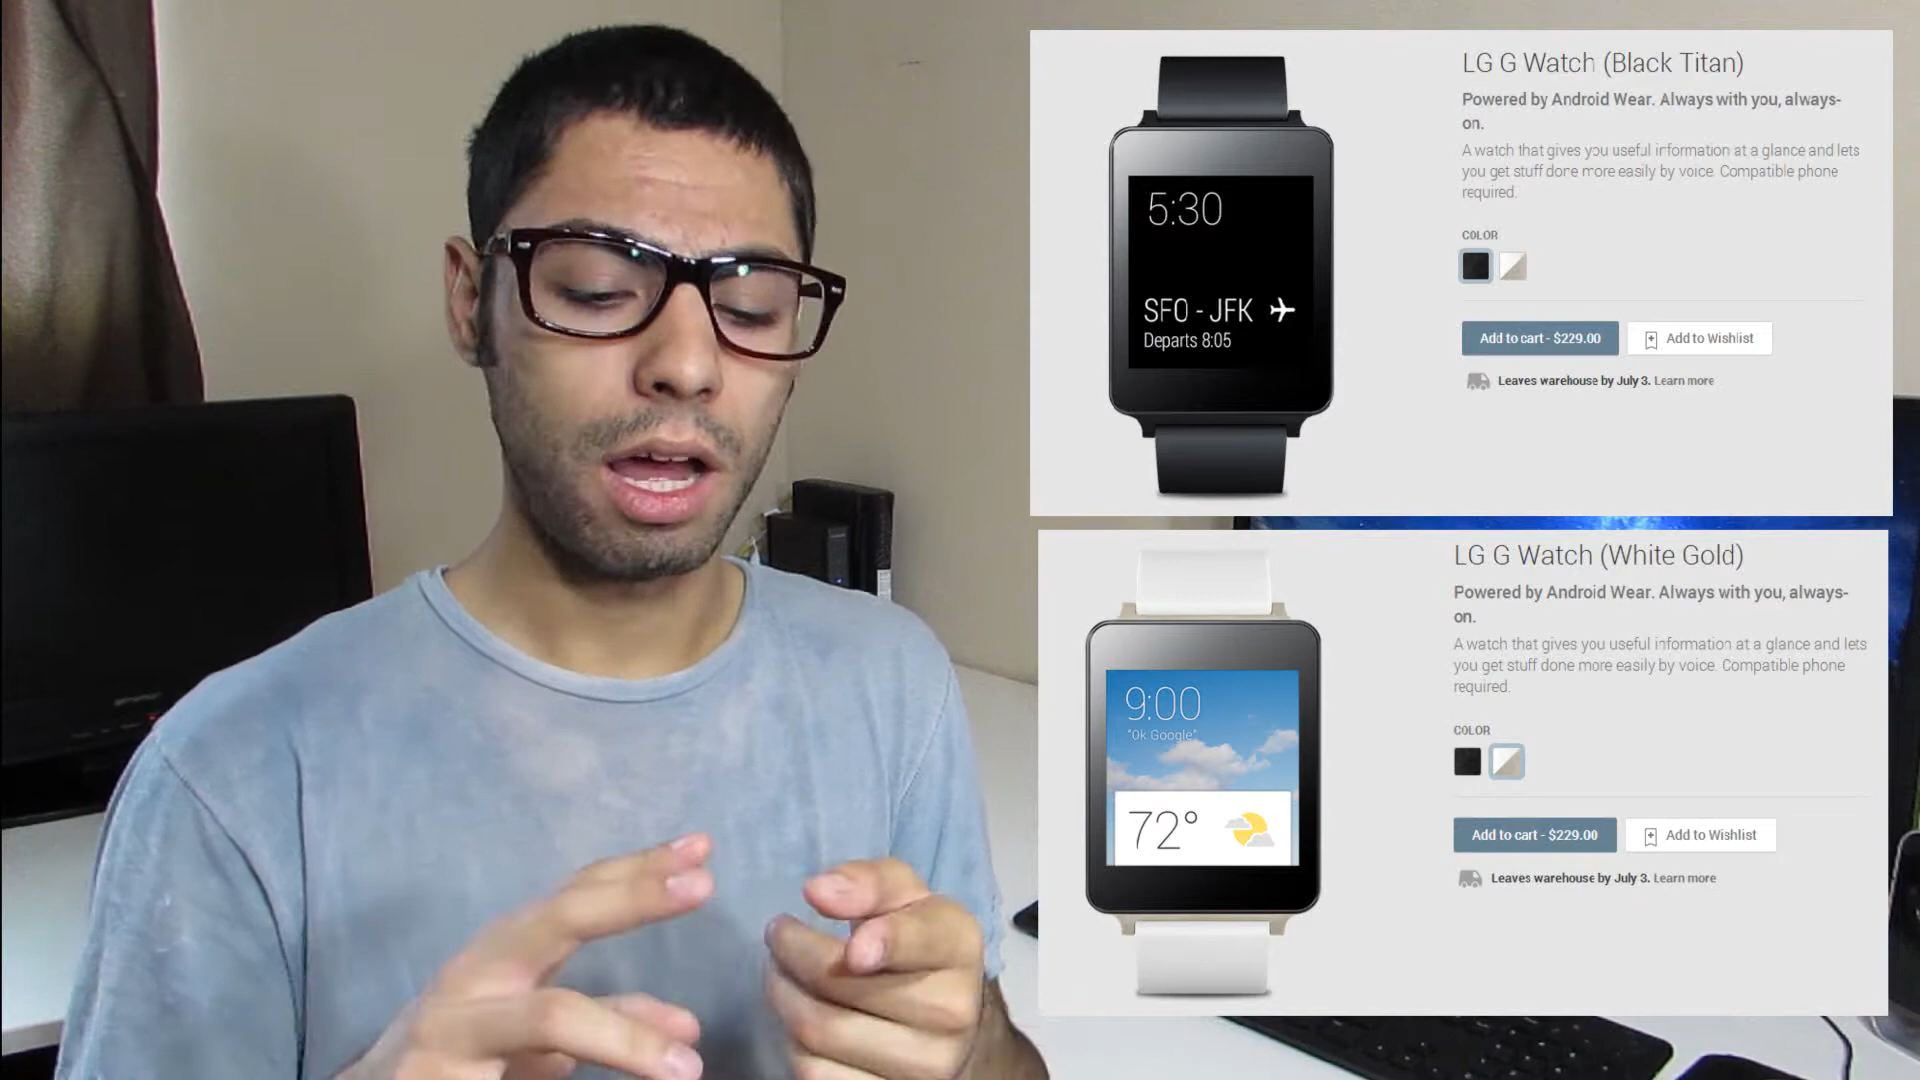 LG G Watch (Black Titan)
Powered by Android Wear. Always with you, always-
on.
A watch that gives you useful information at a glance and lets
you get stuff done more easily by voice. Compatible phone
required.
COLOR
Add to cart - $229.00
Add to Wishlist
Leaves warehouse by July 3. Learn more
5:30
SFO - JFK
Departs 8:05
LG G Watch (White Gold)
Powered by Android Wear. Always with you, always-
on.
A watch that gives you useful information at a glance and lets
you get stuff done more easily by voice. Compatible phone
required.
COLOR
Add to cart - $229.00
Add to Wishlist
Leaves warehouse by July 3. Learn more
9:00
"Ok Google"
72°